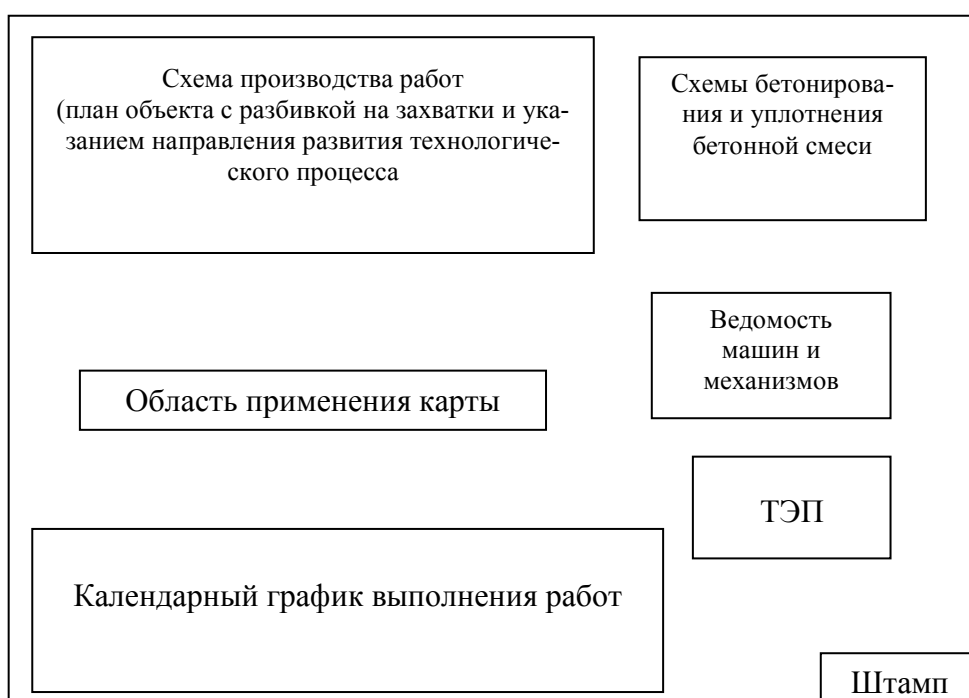 Схема производства работ
(план объекта с разбивкой на захватки и ука-
занием направления развития технологиче-
ского процесса
Схемы бетонирова-
ния и уплотнения
бетонной смеси
Ведомость
машин и
механизмов
Область применения карты
ТЭП
Календарный график выполнения работ
Штамп